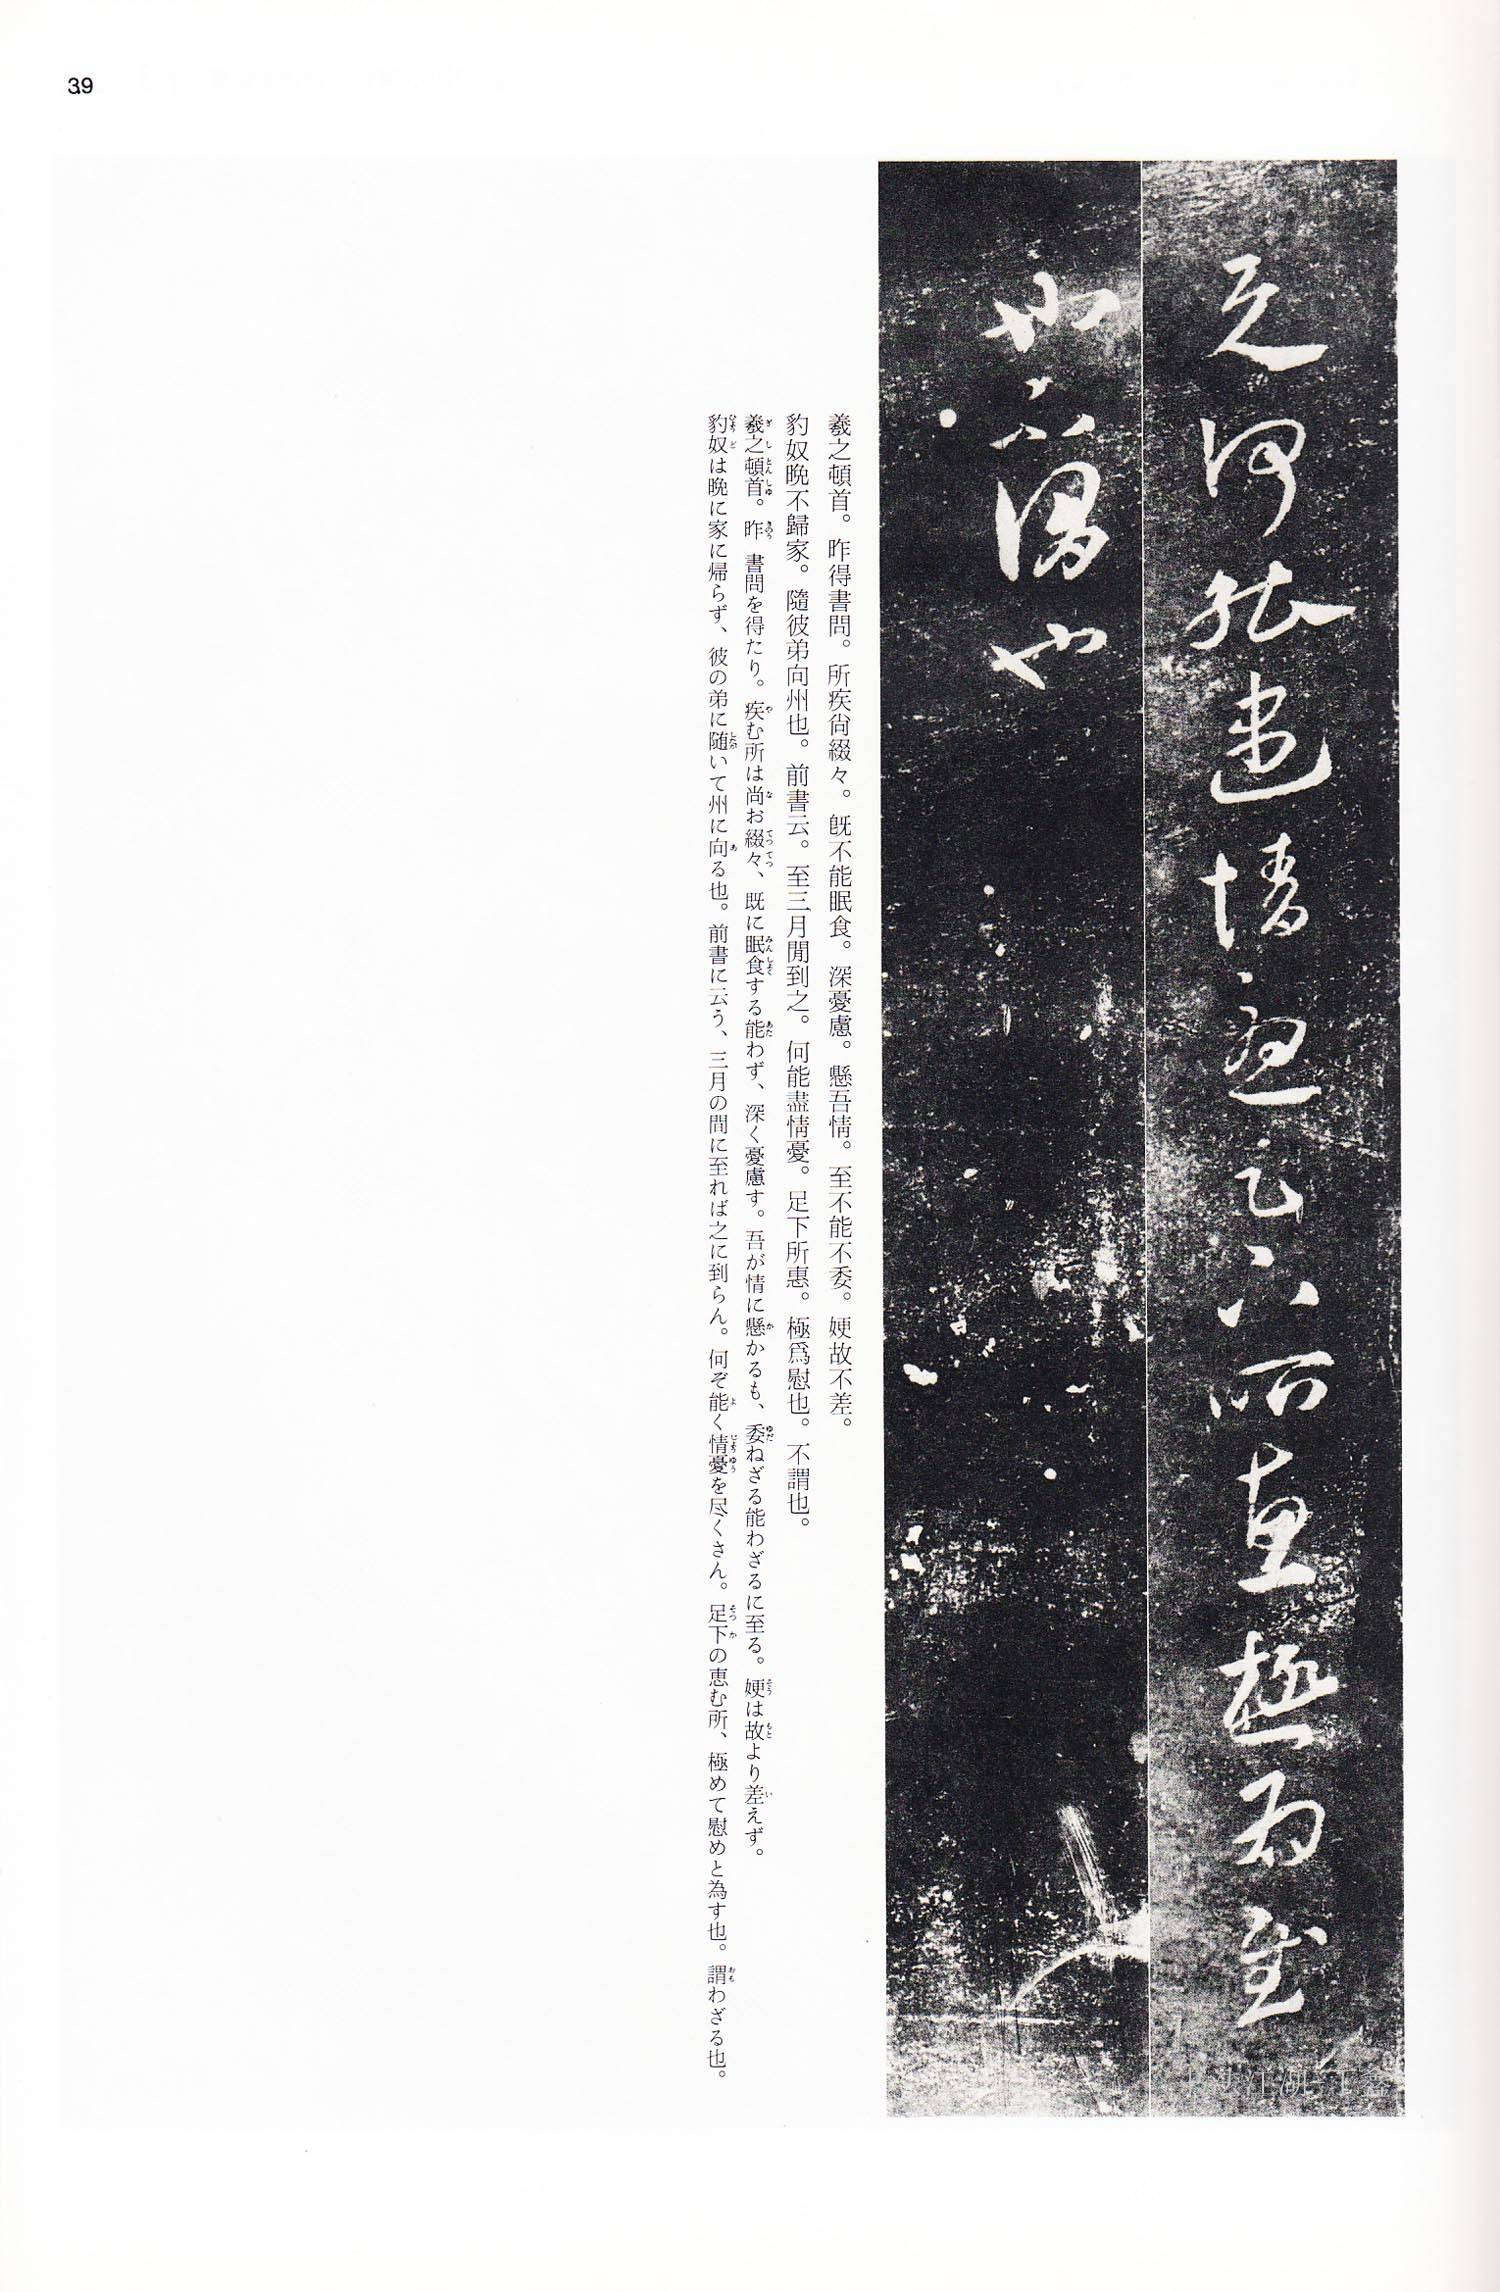 39
之何能盡情憂足下所惠極為慰
也不謂也
羲之頓首。昨得書問。所疾尙綴々。旣不能眠食。深憂慮。懸吾情。至不能不委。㛐故不差。
豹奴晩不歸家。隨彼弟向州也。前書云。至三月間到之。何能盡情憂。足下所惠。極爲慰也。不謂也。
羲之頓首。昨書問を得たり。疾む所は尚お綴々、既に眠食する能わず、深く憂慮す。吾が情に懸かるも、委ねざる能わざるに至る。㛐は故より差えず。
豹奴は晩に家に帰らず、彼の弟に随いて州に向る也。前書に云う、三月の間に至れば之に到らん。何ぞ能く情憂を尽くさん。足下の恵む所、極めて慰めと為す也。謂わざる也。